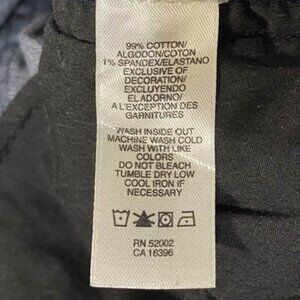 99% COTTON/
ALGODON/COTON
1% SPANDEX/ELASTANO
EXCLUSIVE OF
DECORATION/
EXCLUYENDO
EL ADORNO/
A L'EXCEPTION DES
GARNITURES
WASH INSIDE OUT
MACHINE WASH COLD
WASH WITH LIKE
COLORS
DO NOT BLEACH
TUMBLE DRY LOW
COOL IRON IF
NECESSARY
RN 52002
CA 16396